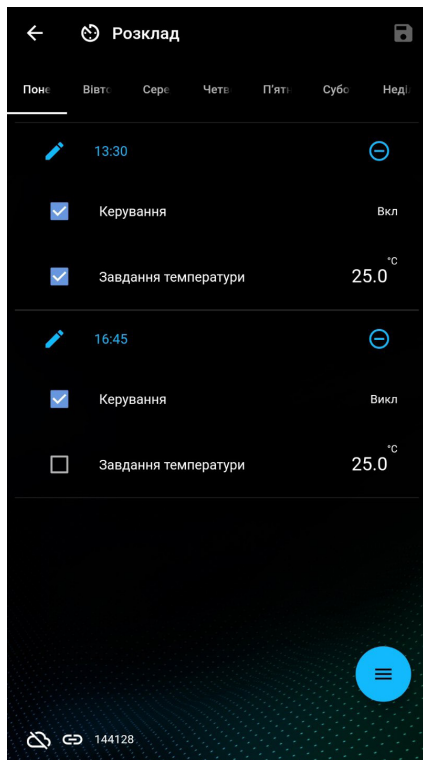 Розклад
Поне Вівто Сере Четв П'ятн Субо Неділ
13:30
Керування Вкл
Завдання температури 25.0 °C
16:45
Керування Викл
Завдання температури 25.0 °C
144128